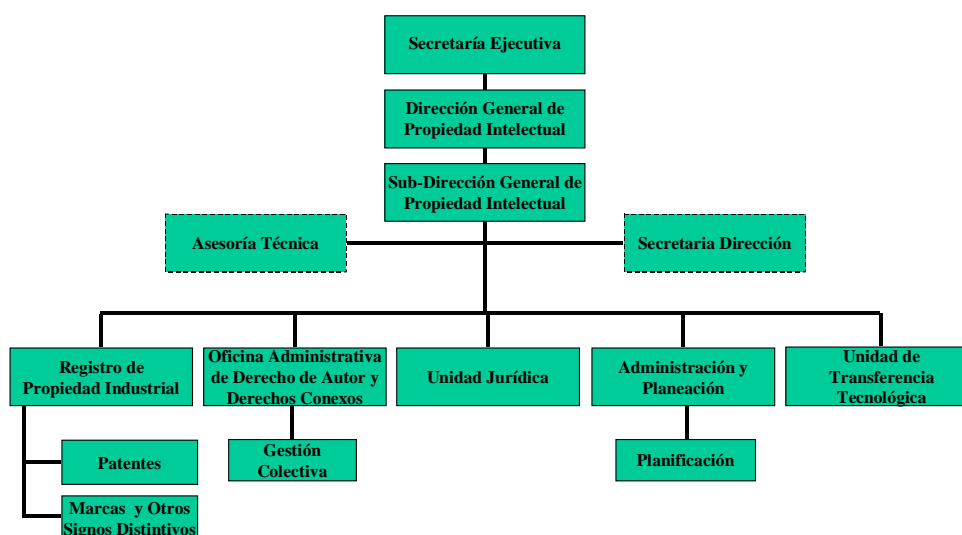 Secretaría Ejecutiva
Dirección General de
Propiedad Intelectual
Sub-Dirección General de
Propiedad Intelectual
Asesoría Técnica
Secretaria Dirección
Registro de
Propiedad Industrial
Oficina Administrativa
de Derecho de Autor y
Derechos Conexos
Unidad Jurídica
Administración y
Planeación
Unidad de
Transferencia
Tecnológica
Patentes
Marcas y Otros
Signos Distintivos
Gestión
Colectiva
Planificación